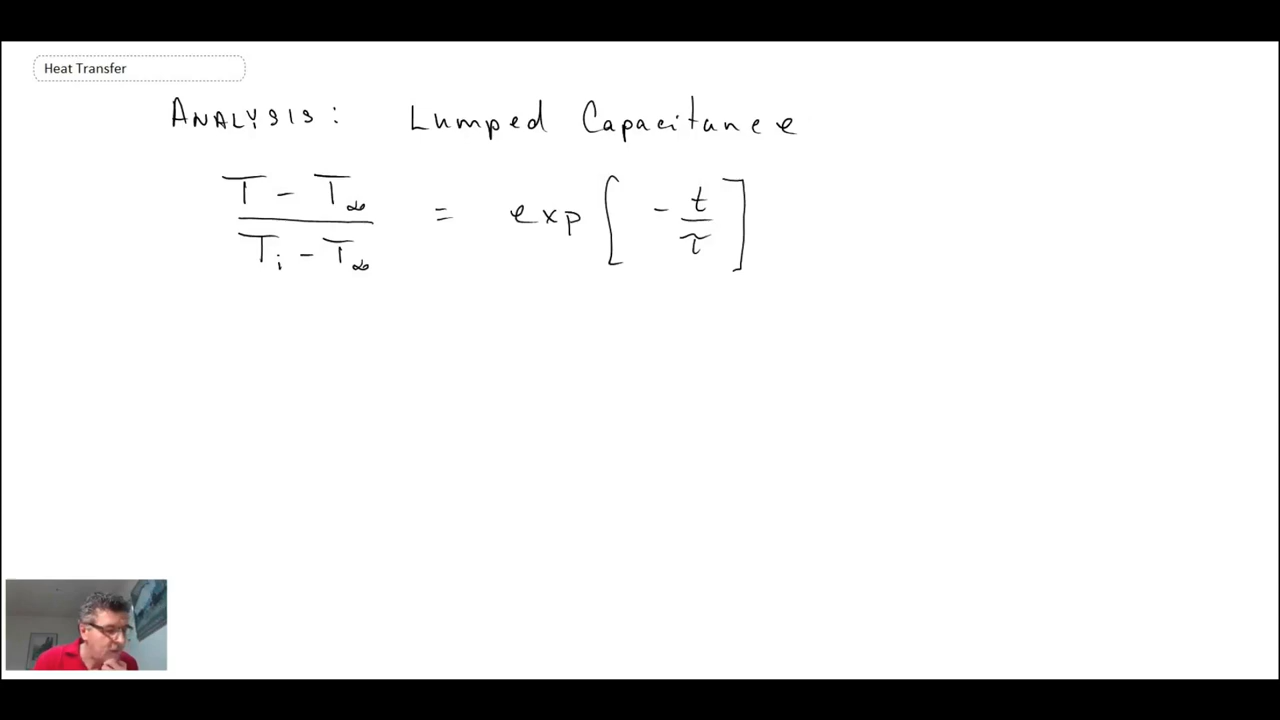 Heat Transfer
ANALYSIS: Lumped Capacitance
T - T∞ / Ti - T∞ = exp [ - t / τ ]